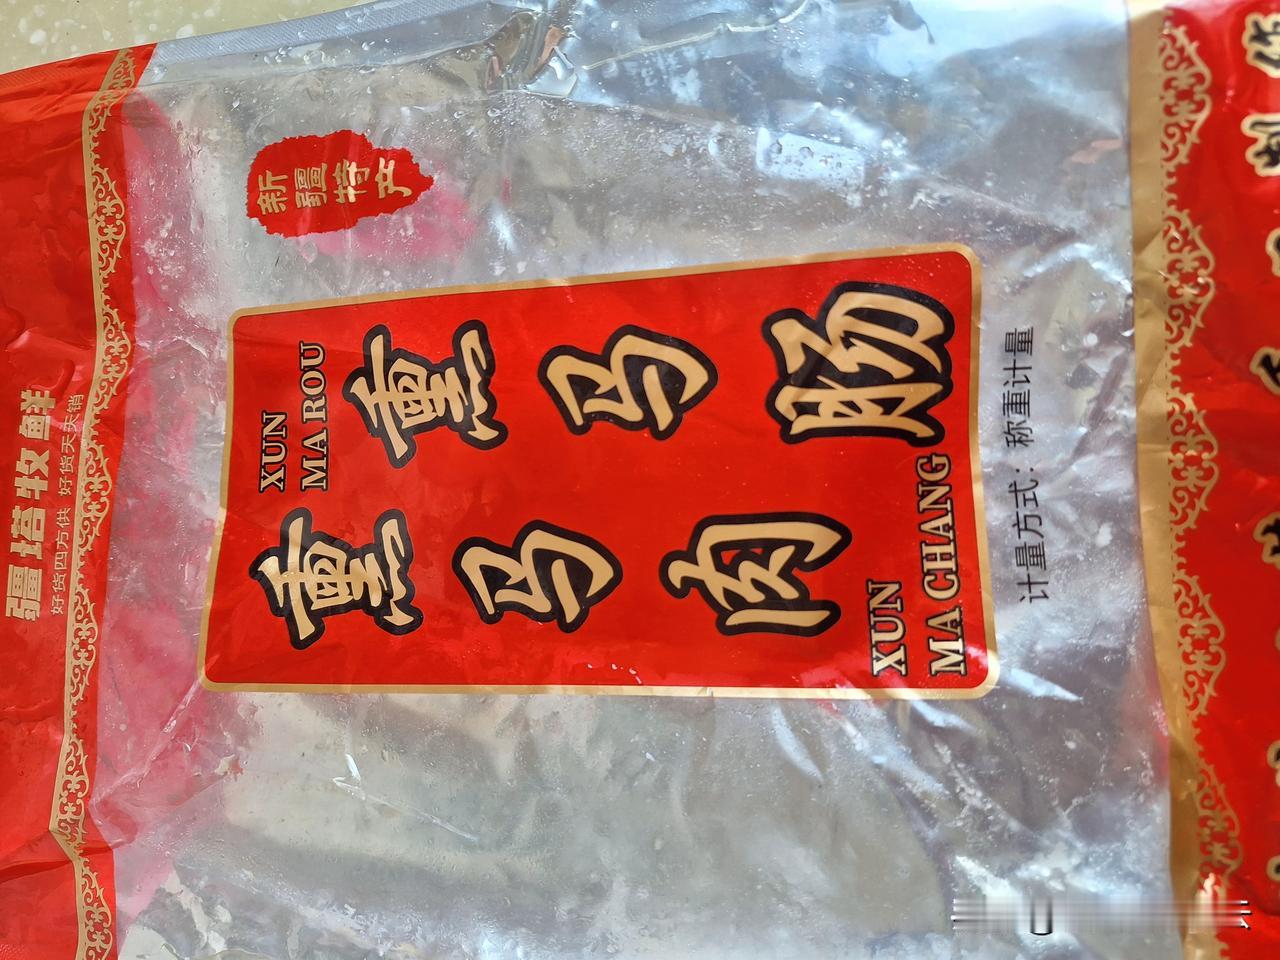 疆塔牧鲜
好货四方供 好货天天销
新疆特产
XUN
MA ROU
熏马肉
熏马肠
XUN
MA CHANG
计量方式：称重计量